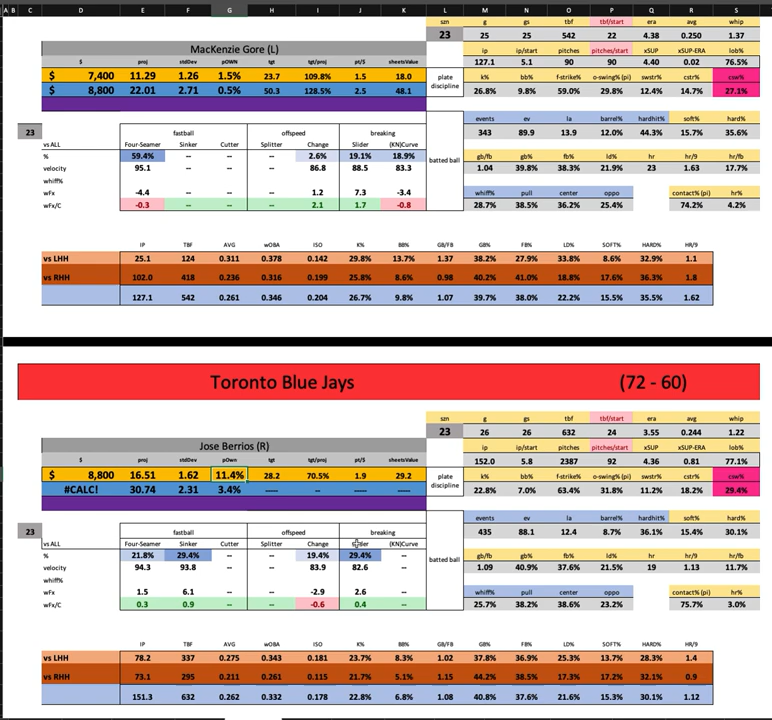 A B C D E F G H I J K L M N O P Q R S T
szn g gs tbf tbf/start era avg whip
23 25 25 542 22 4.38 0.250 1.37
MacKenzie Gore (L) ip ip/start pitches pitches/start xSUP xSUP-ERA lob%
proj stdDev pOWN tgt tgt/proj pt/$ sheetsValue 127.1 5.1 90 90 4.40 0.02 76.5%
$ 7,400 11.29 1.26 1.5% 23.7 109.8% 1.5 18.0 plate discipline k% bb% f-strike% o-swing% (pi) swstr% cstr% csw%
$ 8,800 22.01 2.71 0.5% 50.3 128.5% 2.5 48.1 26.8% 9.8% 59.0% 29.8% 12.4% 14.7% 27.1%
events ev la barrel% hardhit% soft% hard%
23 fastball offspeed breaking 343 89.9 13.9 12.0% 44.3% 15.7% 35.6%
vs ALL Four-Seamer Sinker Cutter Splitter Change Slider (KN)Curve
% 59.4% -- -- -- 2.6% 19.1% 18.9% batted ball gb/fb gb% fb% ld% hr hr/9 hr/fb
velocity 95.1 -- -- -- 86.8 88.5 83.3 1.04 39.8% 38.3% 21.9% 23 1.63 17.7%
whiff%
wFx -4.4 1.2 7.3 -3.4 whiff% pull center oppo contact% (pi) hr%
wFx/C -0.3 -- -- -- 2.1 1.7 -0.8 28.7% 38.5% 36.2% 25.4% 74.2% 4.2%
IP TBF AVG wOBA ISO K% BB% GB/FB GB% FB% LD% SOFT% HARD% HR/9
vs LHH 25.1 124 0.311 0.378 0.142 29.8% 13.7% 1.37 38.2% 27.9% 33.8% 8.6% 32.9% 1.1
vs RHH 102.0 418 0.236 0.316 0.199 25.8% 8.6% 0.98 40.2% 41.0% 18.8% 17.6% 36.3% 1.8
127.1 542 0.261 0.346 0.204 26.7% 9.8% 1.07 39.7% 38.0% 22.2% 15.5% 35.5% 1.62
Toronto Blue Jays (72 - 60)
szn g gs tbf tbf/start era avg whip
23 26 26 632 24 3.55 0.244 1.22
Jose Berrios (R) ip ip/start pitches pitches/start xSUP xSUP-ERA lob%
proj stdDev pOwn tgt tgt/proj pt/$ sheetsValue 152.0 5.8 2387 92 4.36 0.81 77.1%
$ 8,800 16.51 1.62 11.4% 28.2 70.5% 1.9 29.2 plate discipline k% bb% f-strike% o-swing% (pi) swstr% cstr% csw%
#CALC! 30.74 2.31 3.4% ----- ----- -- ----- 22.8% 7.0% 63.4% 31.8% 11.2% 18.2% 29.4%
events ev la barrel% hardhit% soft% hard%
23 fastball offspeed breaking 435 88.1 12.4 8.7% 36.1% 15.4% 30.1%
vs ALL Four-Seamer Sinker Cutter Splitter Change Slider (KN)Curve
% 21.8% 29.4% -- -- 19.4% 29.4% -- batted ball gb/fb gb% fb% ld% hr hr/9 hr/fb
velocity 94.3 93.8 -- -- 83.9 82.6 -- 1.09 40.9% 37.6% 21.5% 19 1.13 11.7%
whiff%
wFx 1.5 6.1 -2.9 2.6 whiff% pull center oppo contact% (pi) hr%
wFx/C 0.3 0.9 -- -- -0.6 0.4 -- 25.7% 38.2% 38.6% 23.2% 75.7% 3.0%
IP TBF AVG wOBA ISO K% BB% GB/FB GB% FB% LD% SOFT% HARD% HR/9
vs LHH 78.2 337 0.275 0.343 0.181 23.7% 8.3% 1.02 37.8% 36.9% 25.3% 13.7% 28.3% 1.4
vs RHH 73.1 295 0.211 0.261 0.115 21.7% 5.1% 1.15 44.2% 38.5% 17.3% 17.2% 32.1% 0.9
151.3 632 0.262 0.332 0.178 22.8% 6.8% 1.08 40.8% 37.6% 21.6% 15.3% 30.1% 1.12